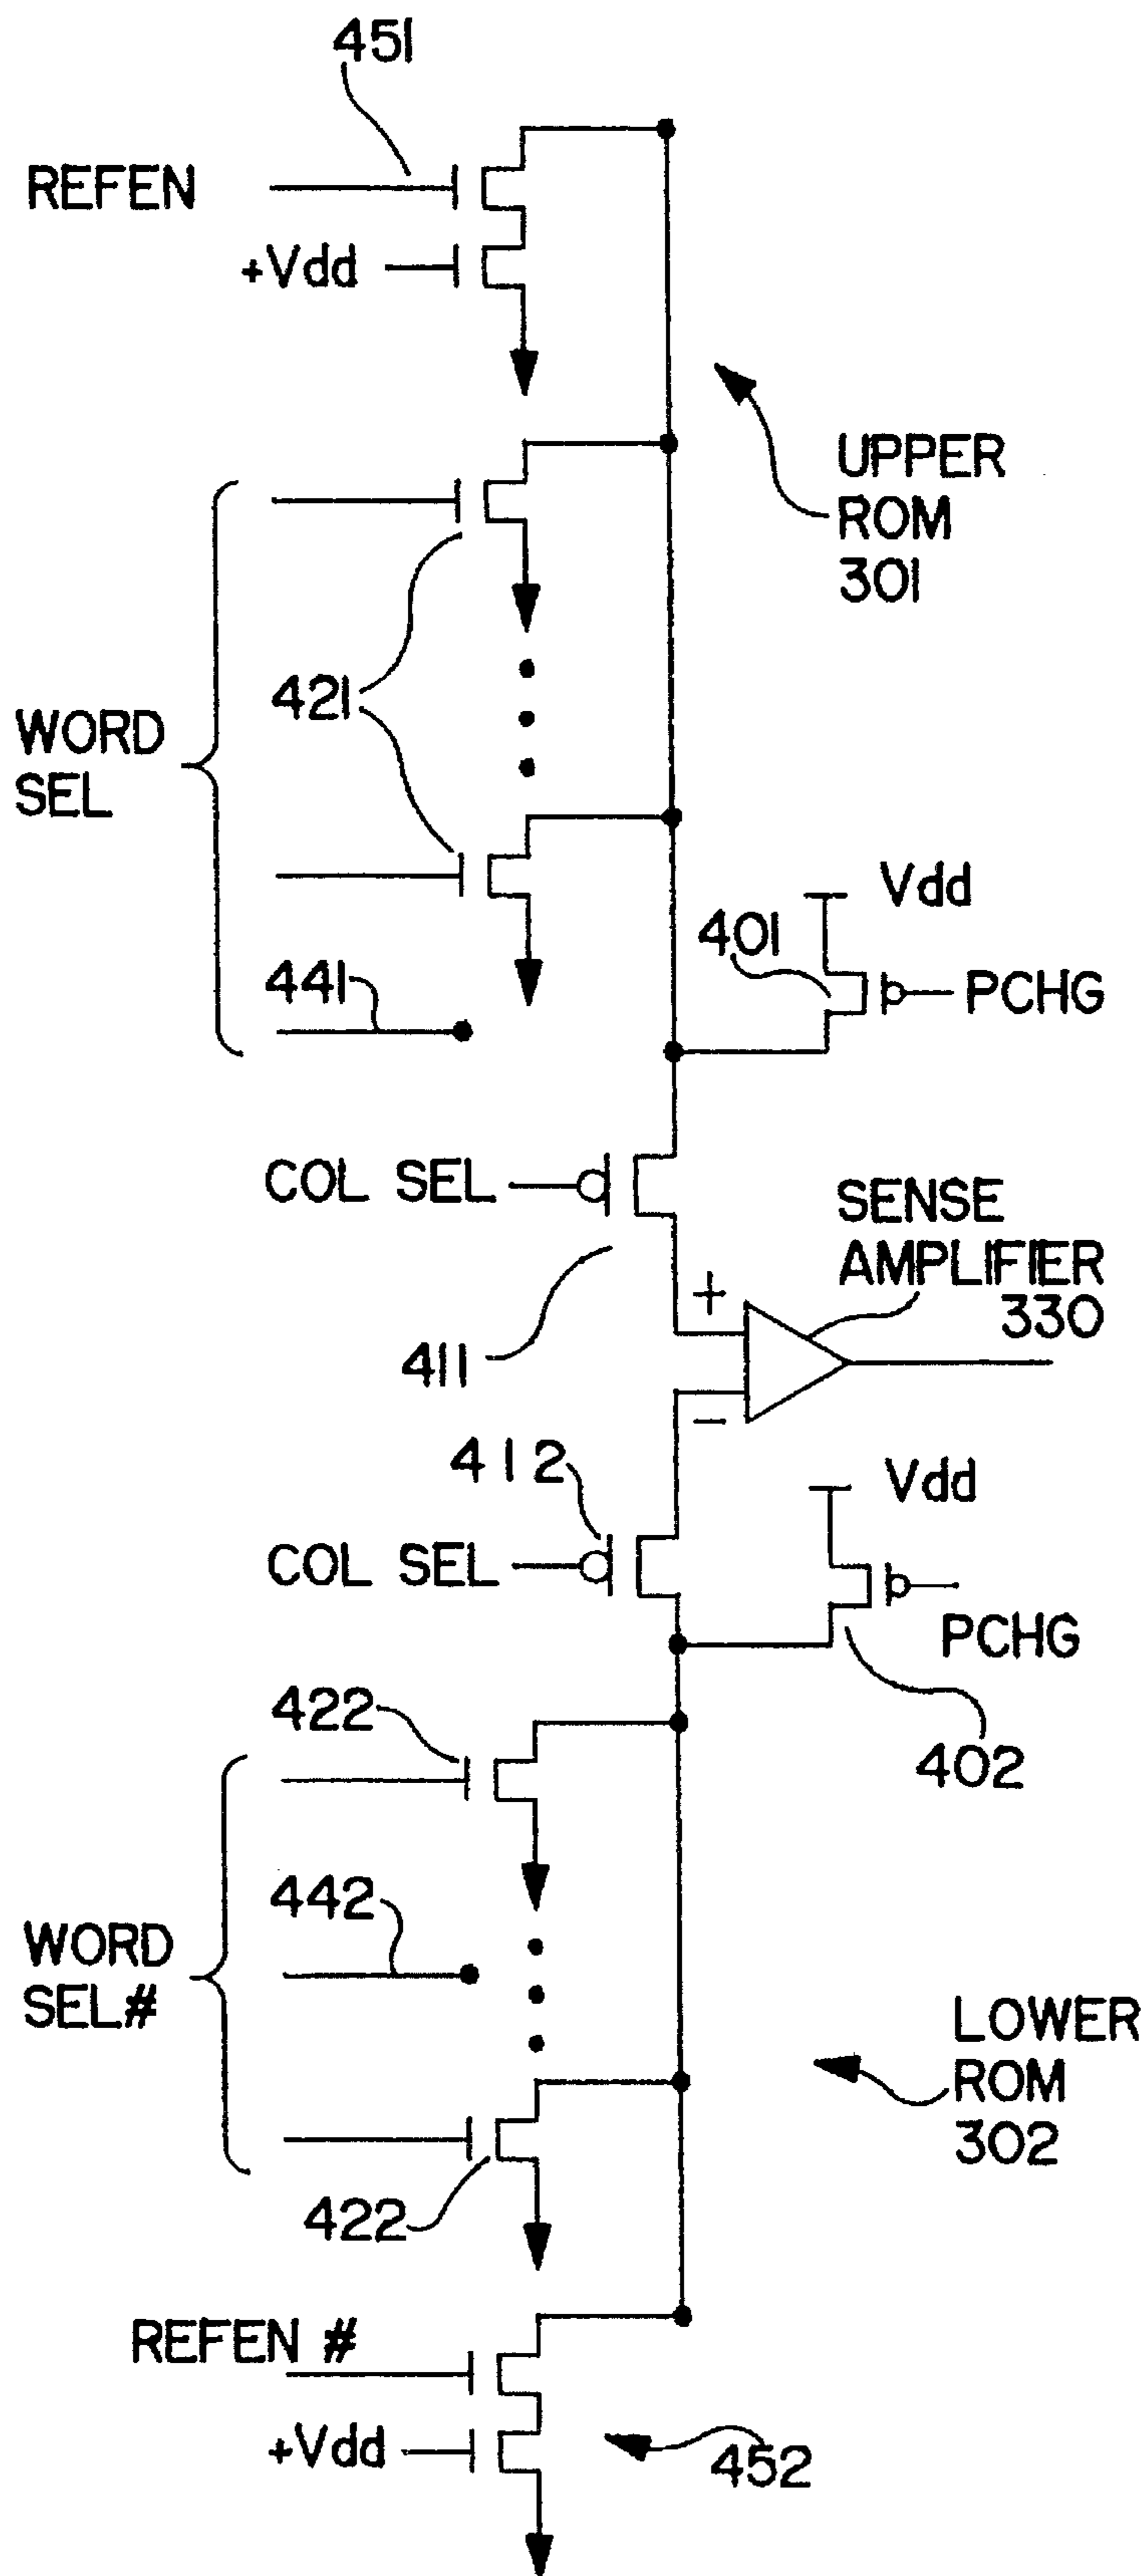 451
REFEN
+Vdd
UPPER
ROM
301
421
WORD
SEL
Vdd
401
PCHG
441
COL SEL
SENSE
AMPLIFIER
330
+
411
−
412
Vdd
COL SEL
PCHG
422
402
442
WORD
SEL#
LOWER
ROM
302
422
REFEN #
+Vdd
452